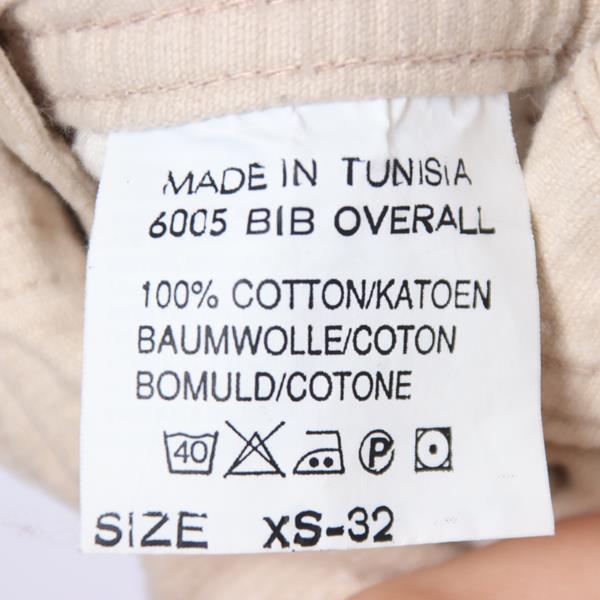 MADE IN TUNISIA
6005 BIB OVERALL
100% COTTON/KATOEN
BAUMWOLLE/COTON
BOMULD/COTONE
40 P
SIZE XS-32